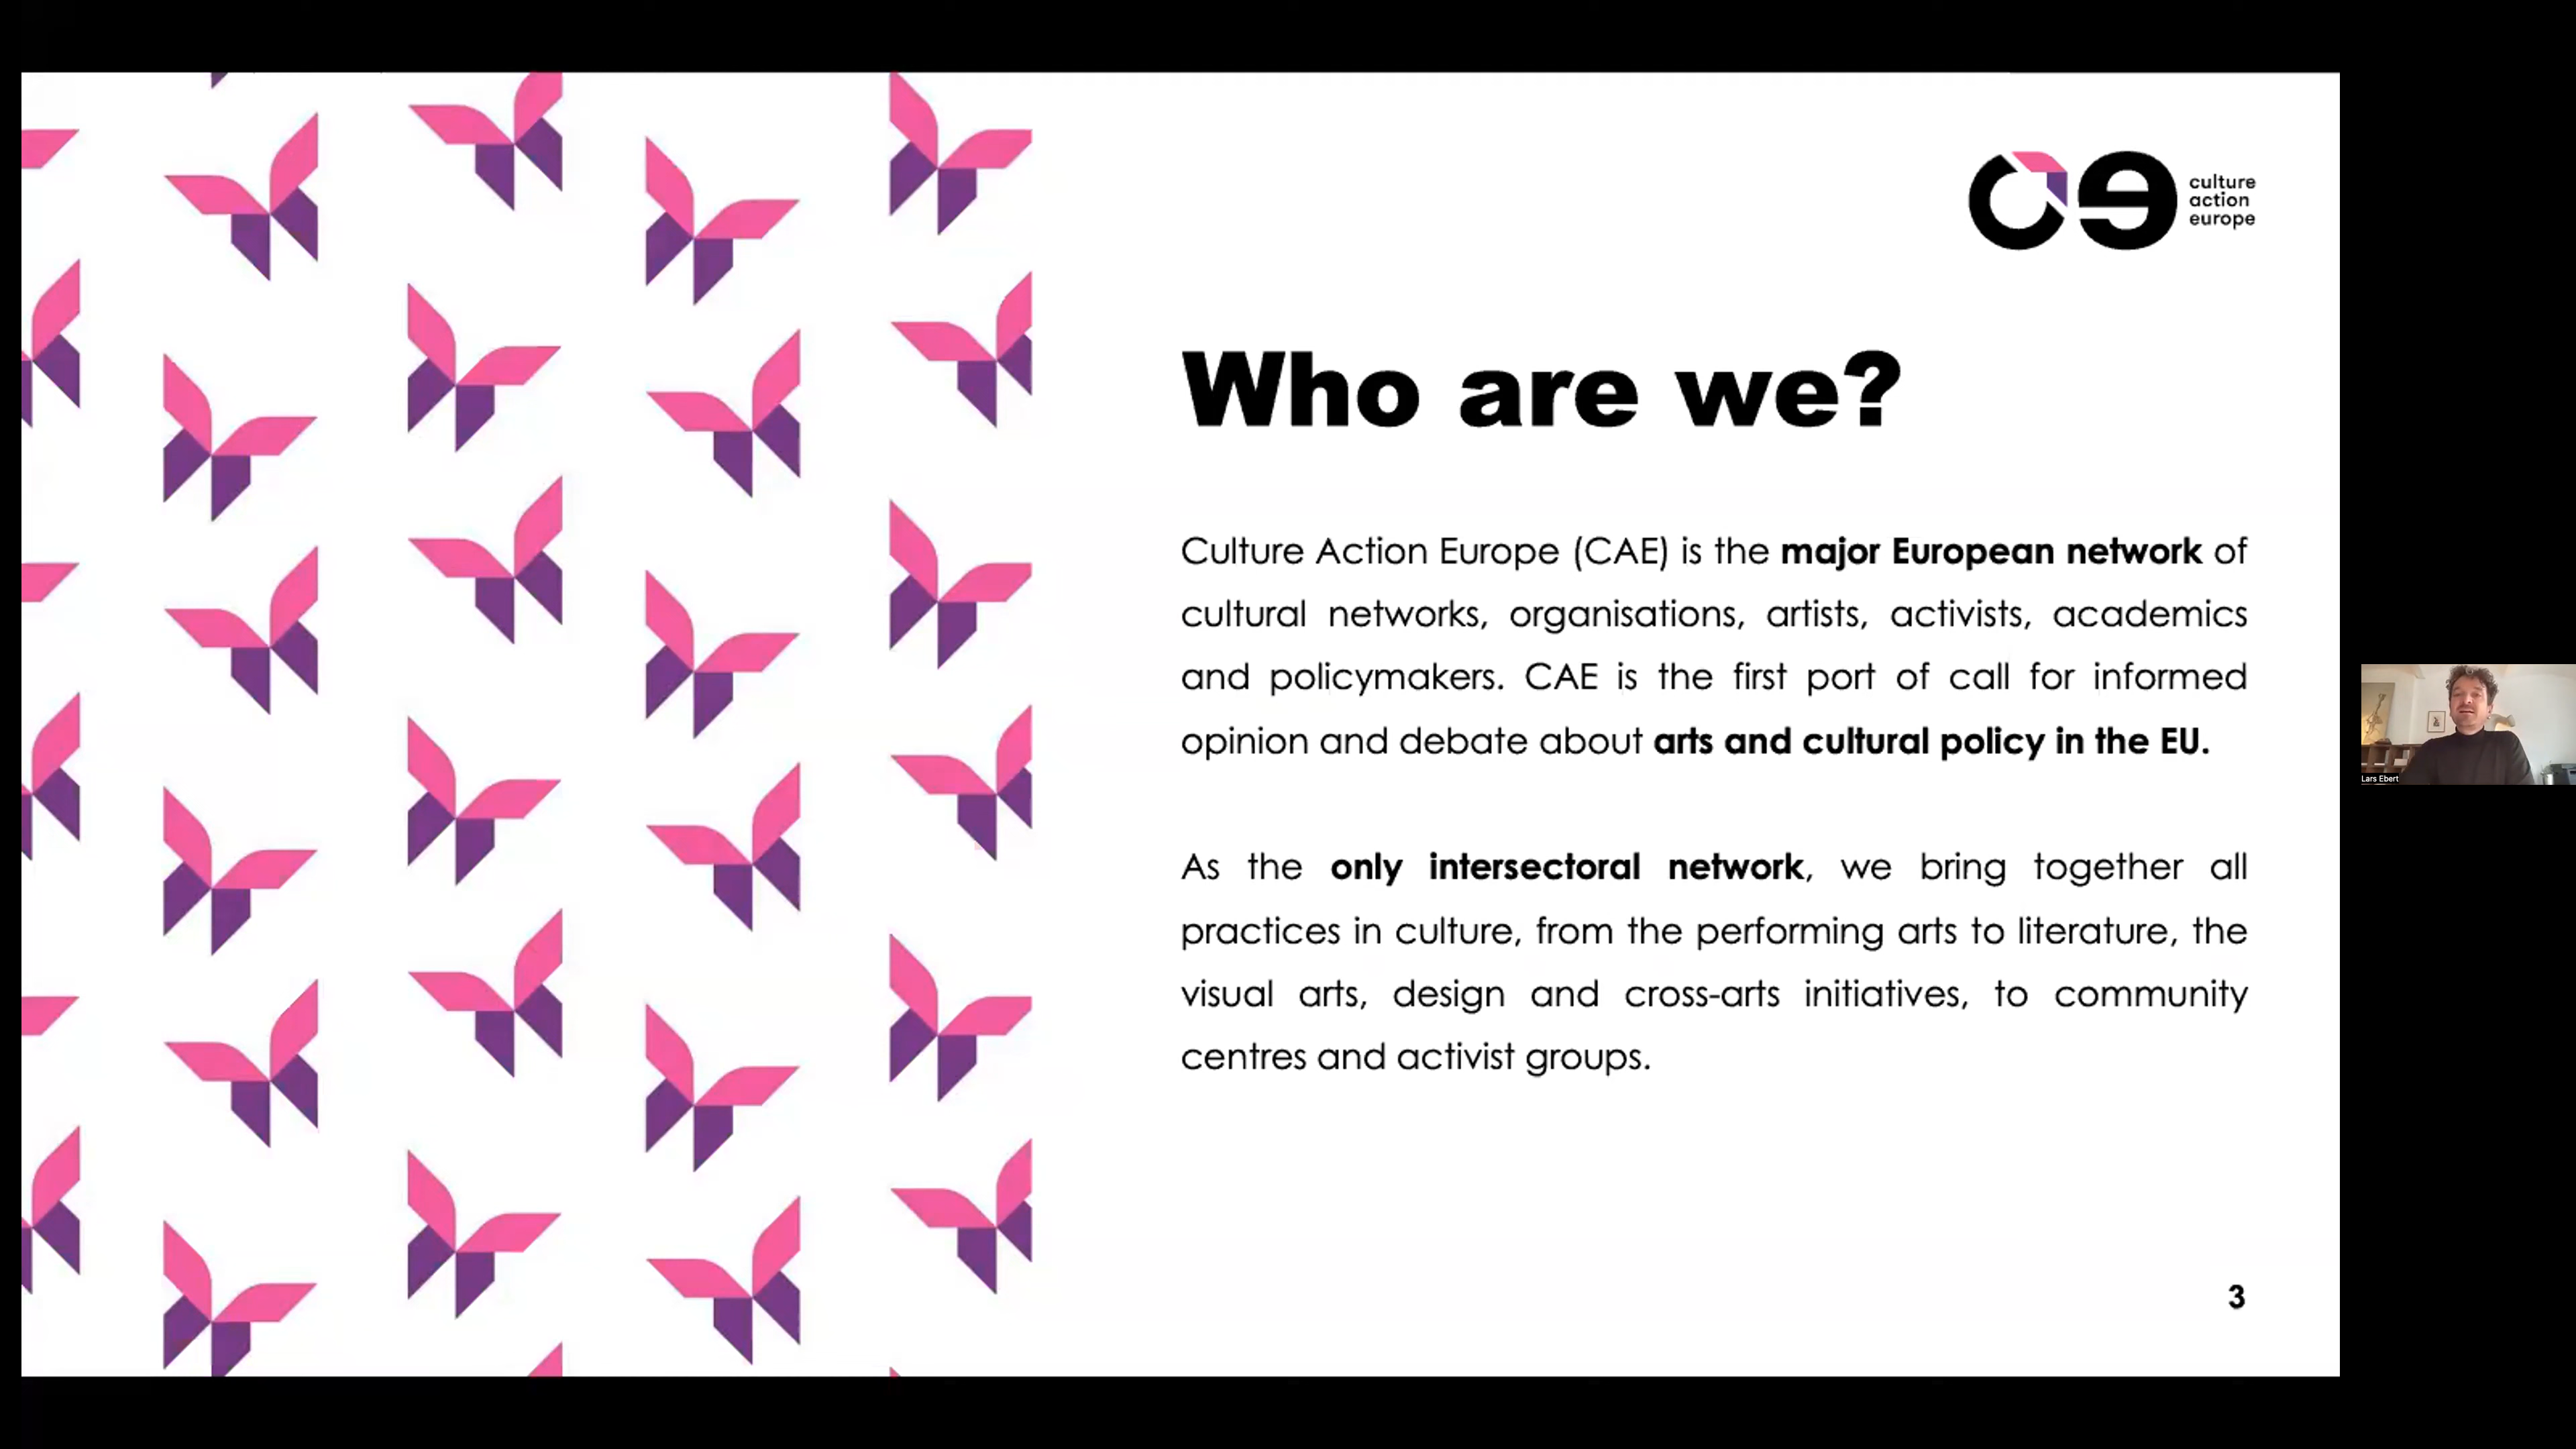 culture
action
europe
Who are we?
Culture Action Europe (CAE) is the major European network of
cultural networks, organisations, artists, activists, academics
and policymakers. CAE is the first port of call for informed
opinion and debate about arts and cultural policy in the EU.
As the only intersectoral network, we bring together all
practices in culture, from the performing arts to literature, the
visual arts, design and cross-arts initiatives, to community
centres and activist groups.
3
Lars Ebert